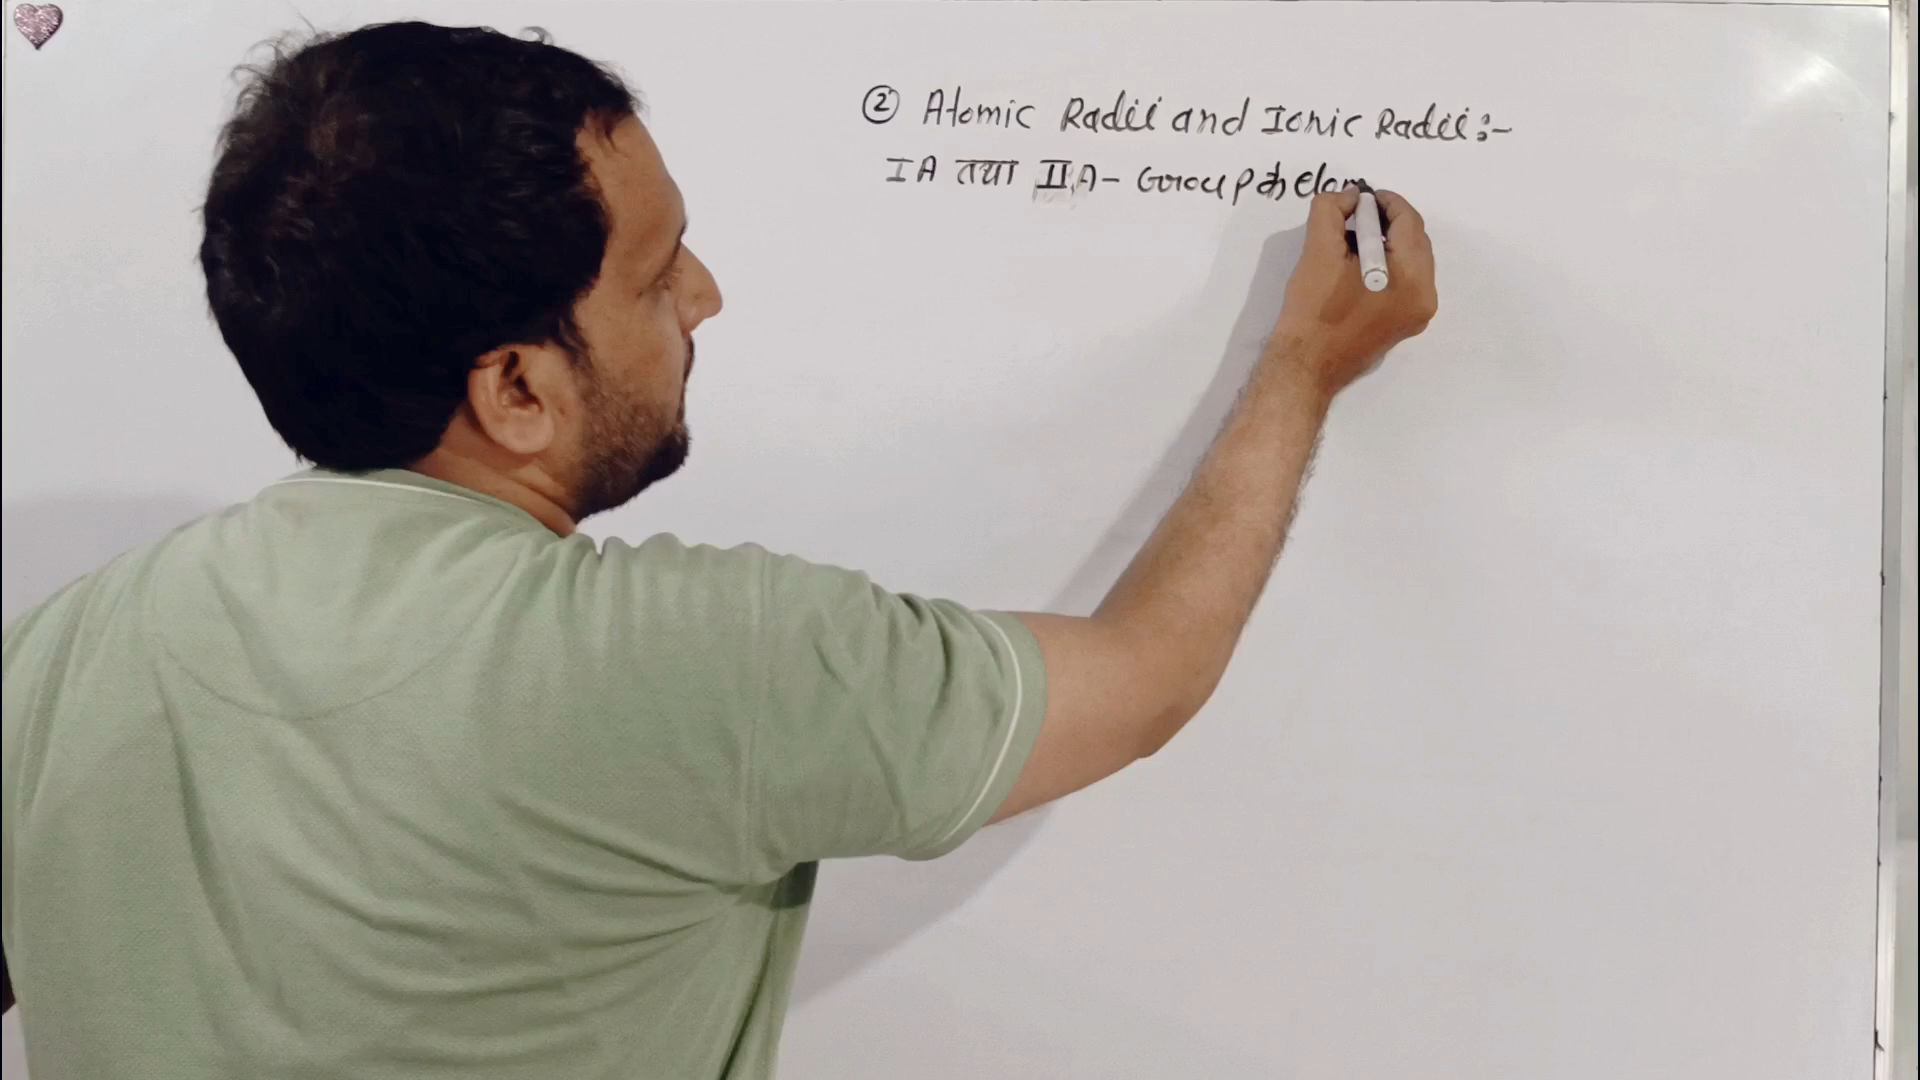 ② Atomic Radii and Ionic Radii :-
IA तथा IIA - Group के elem